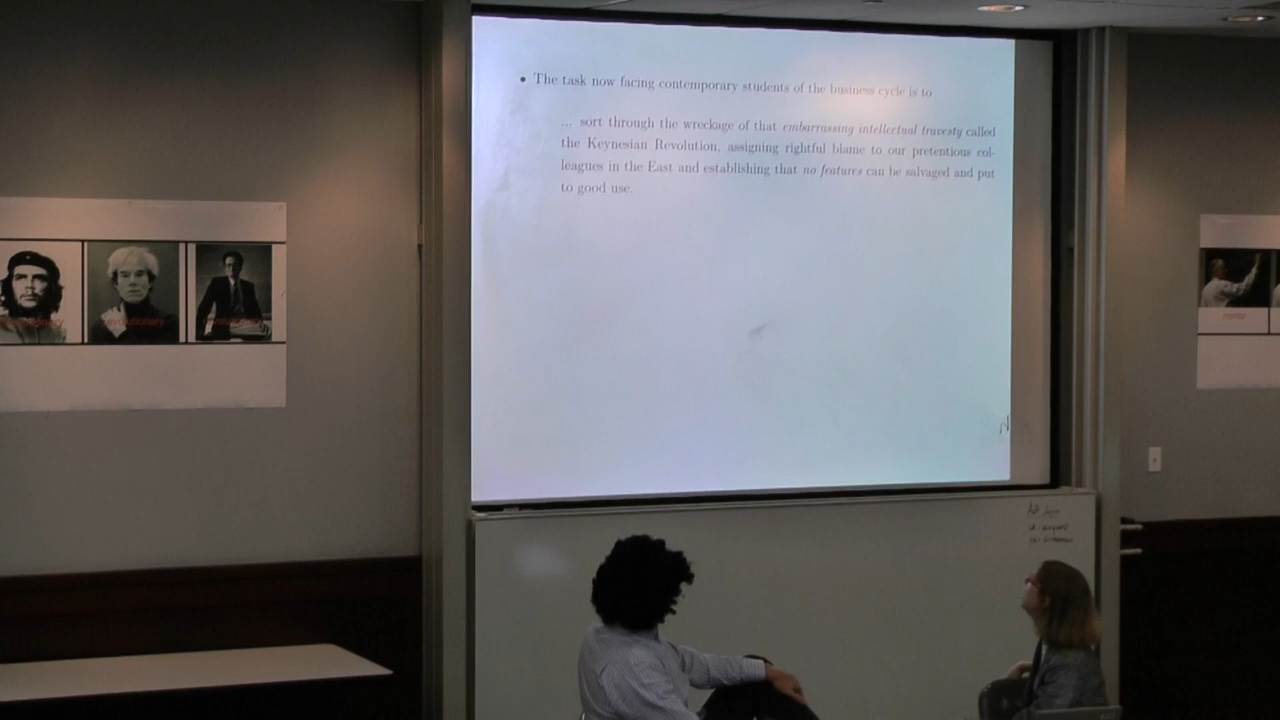 • The task now facing contemporary students of the business cycle is to
... sort through the wreckage of that embarrassing intellectual travesty called
the Keynesian Revolution, assigning rightful blame to our pretentious col-
leagues in the East and establishing that no features can be salvaged and put
to good use.
revolutionary